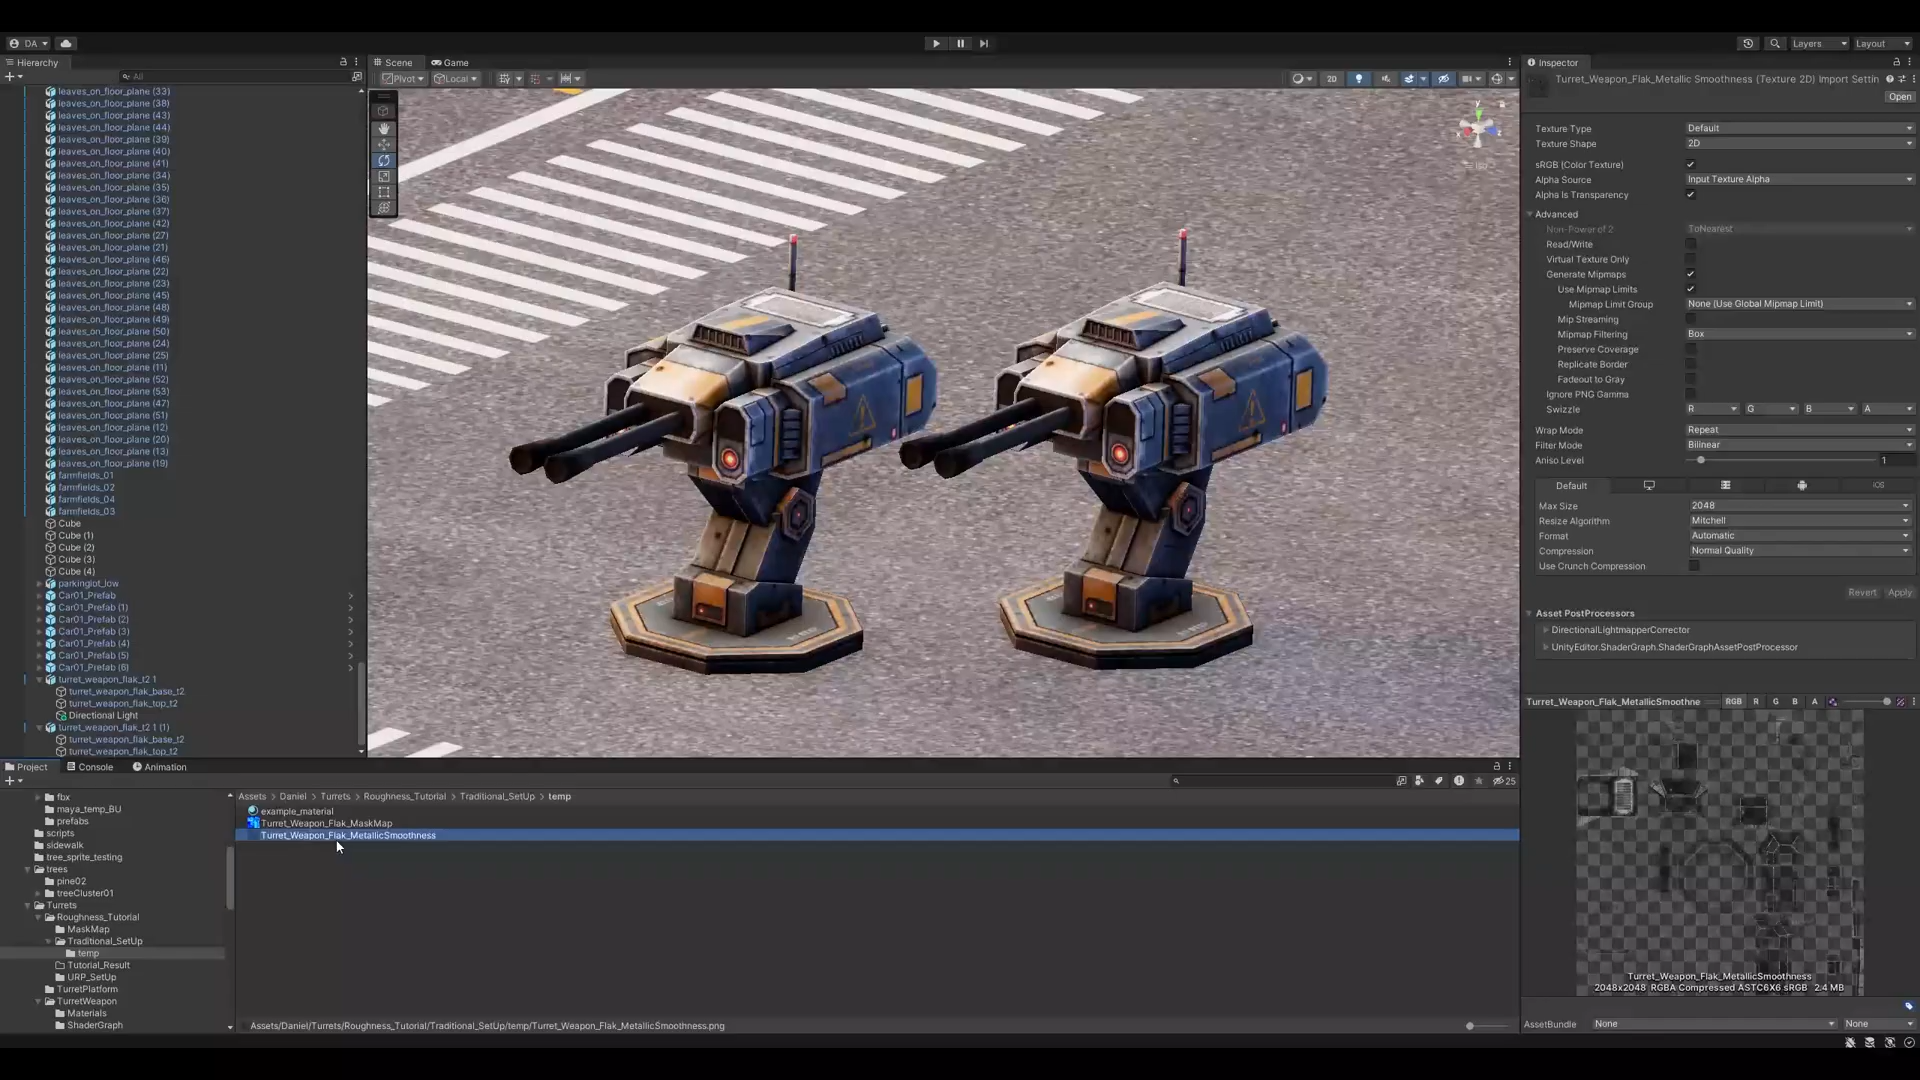 DA
Layers
Layout
Hierarchy
All
leaves_on_floor_plane (33)
leaves_on_floor_plane (38)
leaves_on_floor_plane (43)
leaves_on_floor_plane (44)
leaves_on_floor_plane (39)
leaves_on_floor_plane (40)
leaves_on_floor_plane (41)
leaves_on_floor_plane (34)
leaves_on_floor_plane (35)
leaves_on_floor_plane (36)
leaves_on_floor_plane (37)
leaves_on_floor_plane (42)
leaves_on_floor_plane (27)
leaves_on_floor_plane (21)
leaves_on_floor_plane (46)
leaves_on_floor_plane (22)
leaves_on_floor_plane (23)
leaves_on_floor_plane (45)
leaves_on_floor_plane (48)
leaves_on_floor_plane (49)
leaves_on_floor_plane (50)
leaves_on_floor_plane (24)
leaves_on_floor_plane (25)
leaves_on_floor_plane (11)
leaves_on_floor_plane (52)
leaves_on_floor_plane (53)
leaves_on_floor_plane (47)
leaves_on_floor_plane (51)
leaves_on_floor_plane (12)
leaves_on_floor_plane (20)
leaves_on_floor_plane (13)
leaves_on_floor_plane (19)
farmfields_01
farmfields_02
farmfields_04
farmfields_03
Cube
Cube (1)
Cube (2)
Cube (3)
Cube (4)
parkinglot_low
Car01_Prefab
Car01_Prefab (1)
Car01_Prefab (2)
Car01_Prefab (3)
Car01_Prefab (4)
Car01_Prefab (5)
Car01_Prefab (6)
turret_weapon_flak_t2 1
turret_weapon_flak_base_t2
turret_weapon_flak_top_t2
Directional Light
turret_weapon_flak_t2 1 (1)
turret_weapon_flak_base_t2
turret_weapon_flak_top_t2
Scene
Game
Pivot
Local
2D
y
x
z
Iso
Inspector
Turret_Weapon_Flak_Metallic Smoothness (Texture 2D) Import Settin
Open
Texture Type Default
Texture Shape 2D
sRGB (Color Texture)
Alpha Source Input Texture Alpha
Alpha Is Transparency
Advanced
Non-Power of 2 ToNearest
Read/Write
Virtual Texture Only
Generate Mipmaps
Use Mipmap Limits
Mipmap Limit Group None (Use Global Mipmap Limit)
Mip Streaming
Mipmap Filtering Box
Preserve Coverage
Replicate Border
Fadeout to Gray
Ignore PNG Gamma
Swizzle R G B A
Wrap Mode Repeat
Filter Mode Bilinear
Aniso Level 1
Default
iOS
Max Size 2048
Resize Algorithm Mitchell
Format Automatic
Compression Normal Quality
Use Crunch Compression
Revert Apply
Asset PostProcessors
DirectionalLightmapperCorrector
UnityEditor.ShaderGraph.ShaderGraphAssetPostProcessor
Turret_Weapon_Flak_MetallicSmoothne RGB R G B A
Turret_Weapon_Flak_MetallicSmoothness
2048x2048 RGBA Compressed ASTC6X6 sRGB 2.4 MB
AssetBundle None None
Project
Console
Animation
25
fbx
maya_temp_BU
prefabs
scripts
sidewalk
tree_sprite_testing
trees
pine02
treeCluster01
Turrets
Roughness_Tutorial
MaskMap
Traditional_SetUp
temp
Tutorial_Result
URP_SetUp
TurretPlatform
TurretWeapon
Materials
ShaderGraph
Assets > Daniel > Turrets > Roughness_Tutorial > Traditional_SetUp > temp
example_material
Turret_Weapon_Flak_MaskMap
Turret_Weapon_Flak_MetallicSmoothness
Assets/Daniel/Turrets/Roughness_Tutorial/Traditional_SetUp/temp/Turret_Weapon_Flak_MetallicSmoothness.png